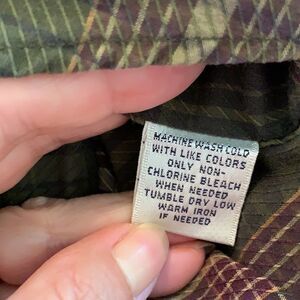 MACHINE WASH COLD
WITH LIKE COLORS
ONLY NON-
CHLORINE BLEACH
WHEN NEEDED
TUMBLE DRY LOW
WARM IRON
IF NEEDED